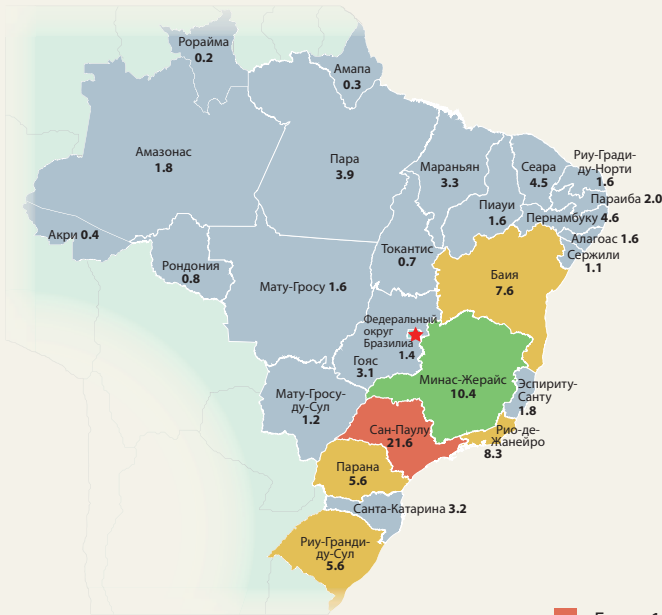 Рорайма
0.2
Амапа
0.3
Амазонас
1.8
Пара
3.9
Мараньян
3.3
Сеара
4.5
Риу-Гради-
ду-Норти
1.6
Параиба 2.0
Пиауи
1.6
Пернамбуку 4.6
Акри 0.4
Алагоас 1.6
Сержили
1.1
Рондония
0.8
Токантис
0.7
Мату-Гросу 1.6
Баия
7.6
Федеральный
округ
Бразилиа
1.4
Гояс
3.1
Минас-Жерайс
10.4
Мату-Гросу-
ду-Сул
1.2
Эспириту-
Санту
1.8
Сан-Паулу
21.6
Рио-де-
Жанейро
8.3
Парана
5.6
Санта-Катарина 3.2
Риу-Гранди-
ду-Сул
5.6